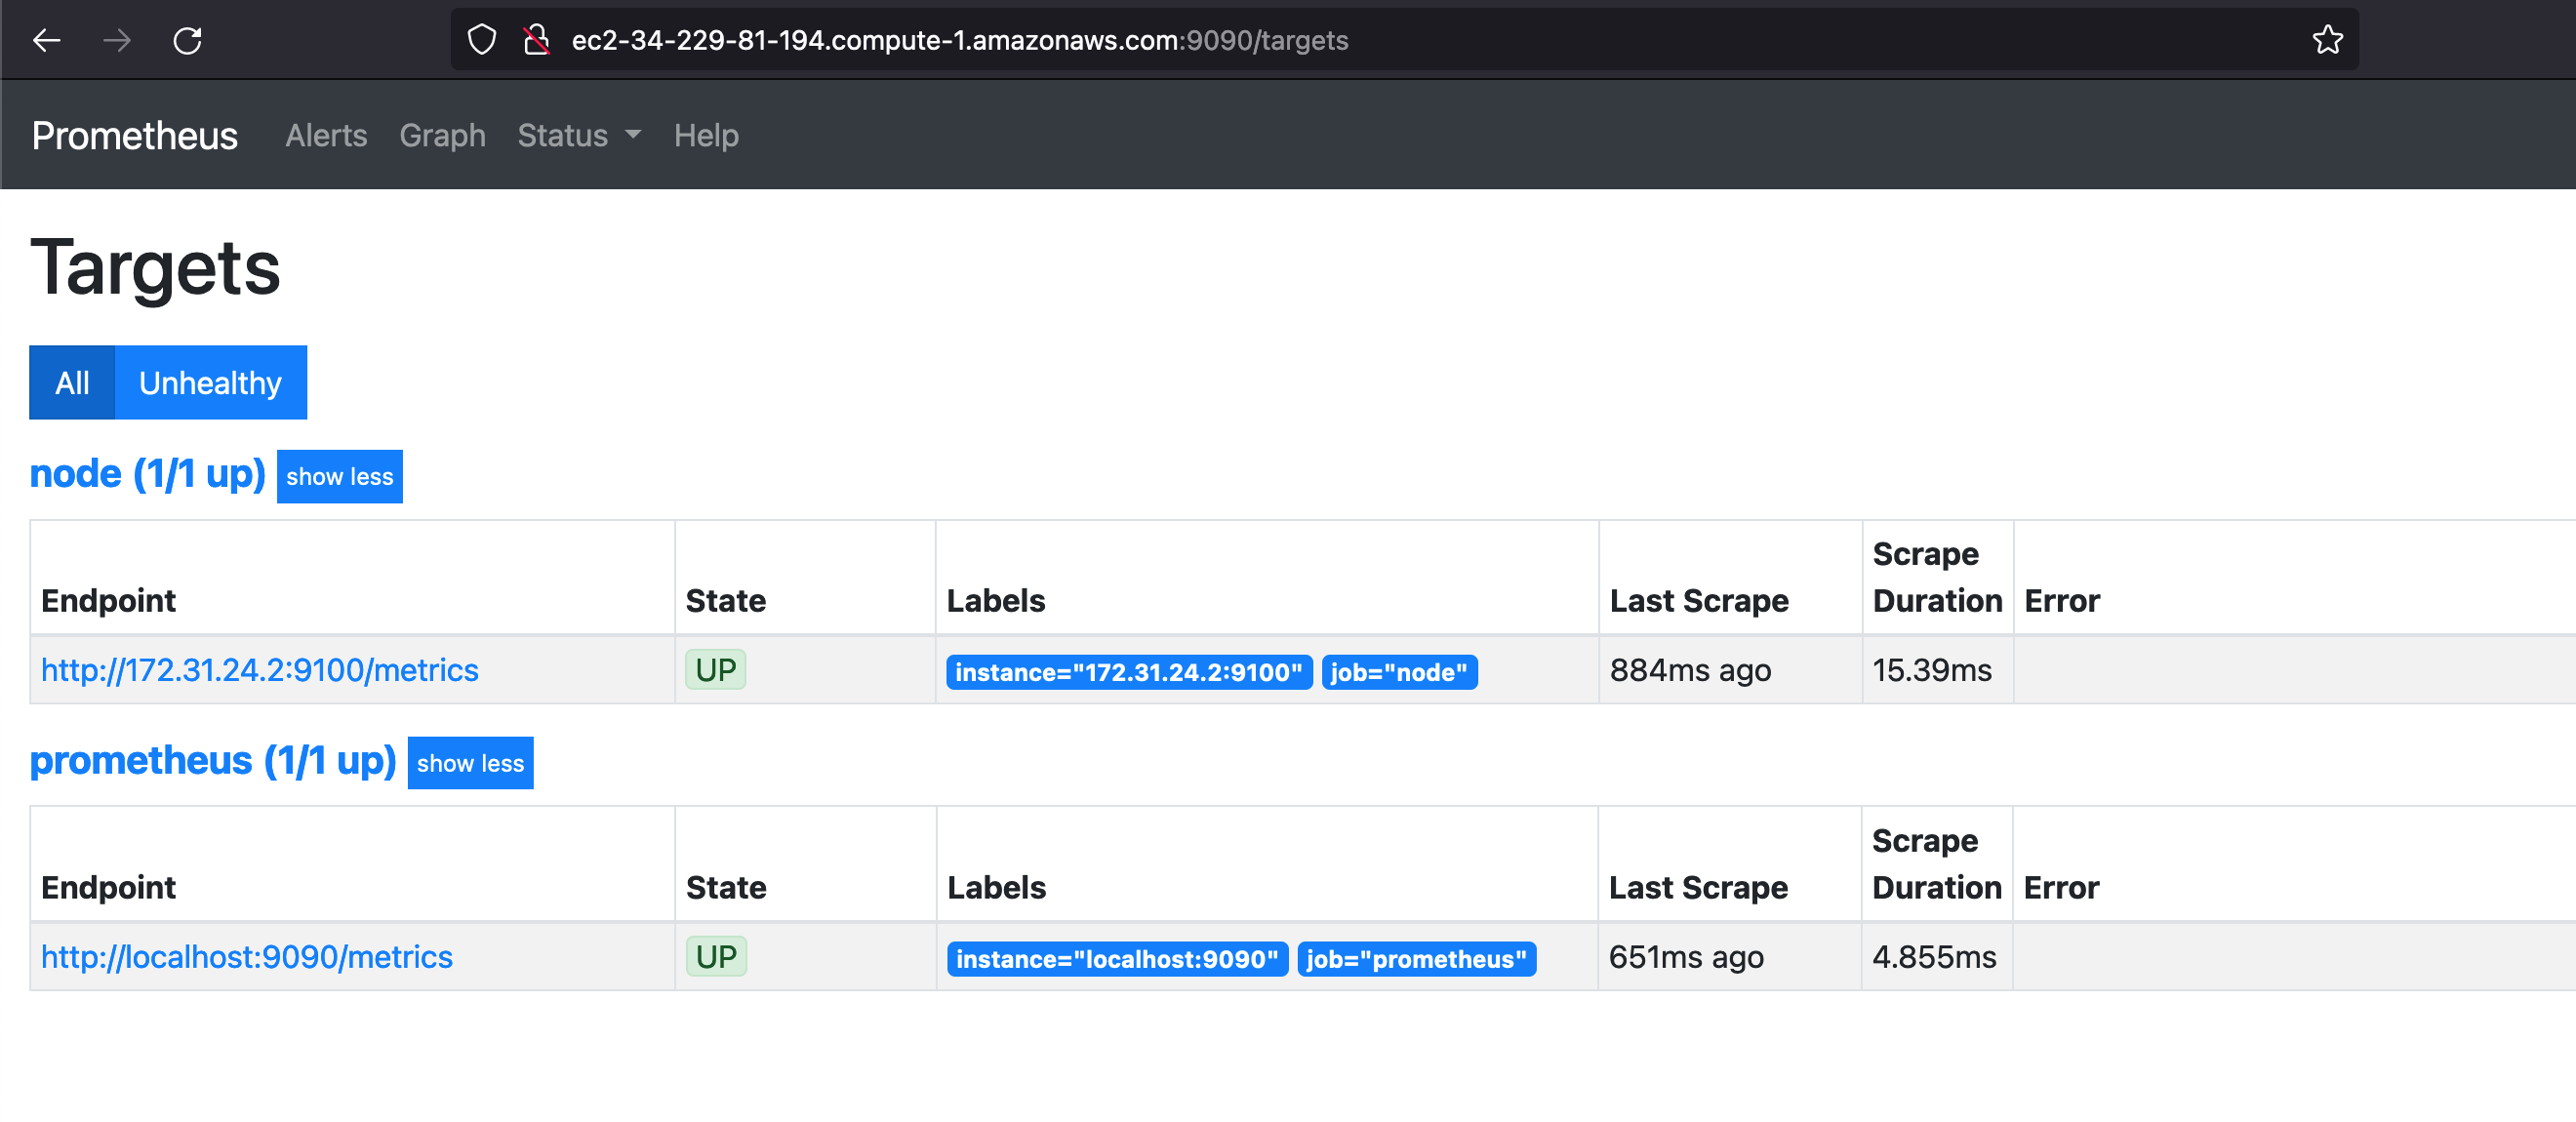 ec2-34-229-81-194.compute-1.amazonaws.com:9090/targets
Prometheus Alerts Graph Status Help
Targets
All Unhealthy
node (1/1 up) show less
Endpoint State Labels Last Scrape Scrape Duration Error
http://172.31.24.2:9100/metrics UP instance="172.31.24.2:9100" job="node" 884ms ago 15.39ms
prometheus (1/1 up) show less
Endpoint State Labels Last Scrape Scrape Duration Error
http://localhost:9090/metrics UP instance="localhost:9090" job="prometheus" 651ms ago 4.855ms